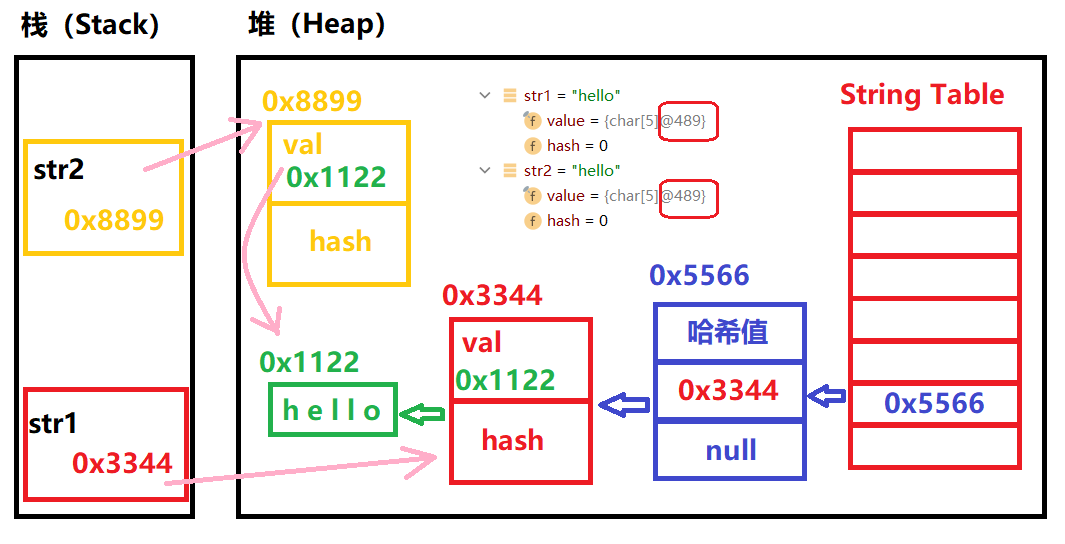 栈（Stack）
堆（Heap）
str2
0x8899
str1
0x3344
0x8899
val
0x1122
hash
0x1122
h e l l o
str1 = "hello"
f value = {char[5]@489}
f hash = 0
str2 = "hello"
f value = {char[5]@489}
f hash = 0
0x3344
val
0x1122
hash
0x5566
哈希值
0x3344
null
String Table
0x5566